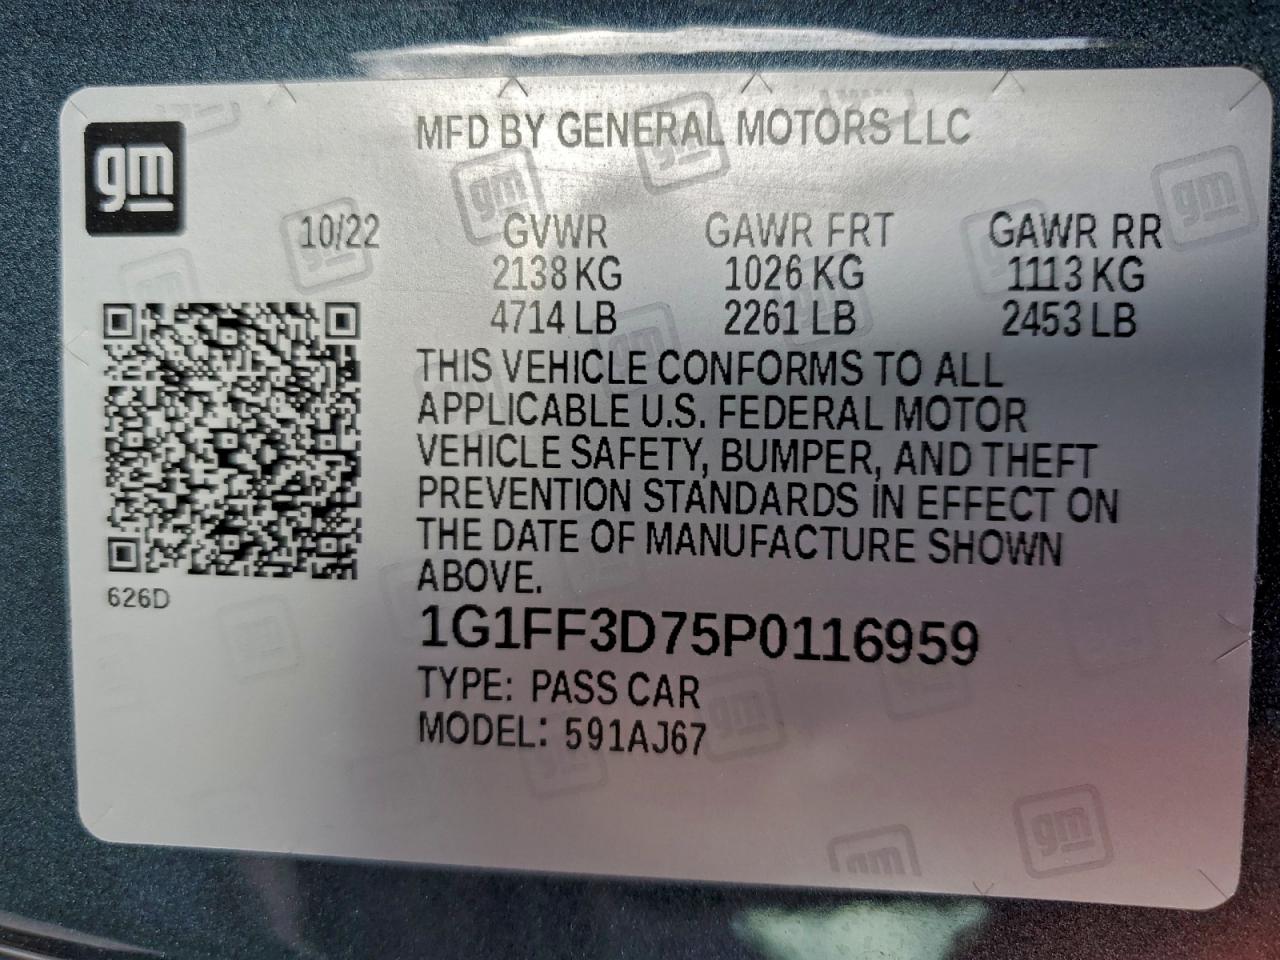 gm
MFD BY GENERAL MOTORS LLC
10/22 GVWR GAWR FRT GAWR RR
2138 KG 1026 KG 1113 KG
4714 LB 2261 LB 2453 LB
THIS VEHICLE CONFORMS TO ALL
APPLICABLE U.S. FEDERAL MOTOR
VEHICLE SAFETY, BUMPER, AND THEFT
PREVENTION STANDARDS IN EFFECT ON
THE DATE OF MANUFACTURE SHOWN
ABOVE.
626D
1G1FF3D75P0116959
TYPE: PASS CAR
MODEL: 591AJ67